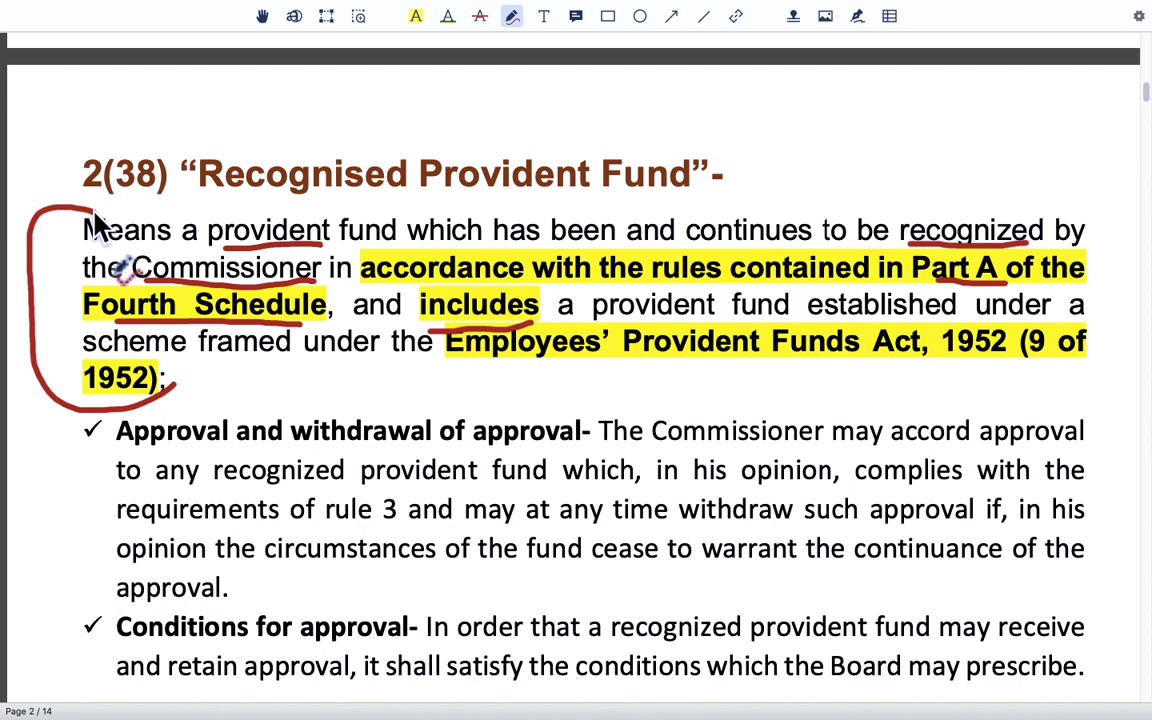 2(38) “Recognised Provident Fund”-
Means a provident fund which has been and continues to be recognized by
the Commissioner in accordance with the rules contained in Part A of the
Fourth Schedule, and includes a provident fund established under a
scheme framed under the Employees’ Provident Funds Act, 1952 (9 of
1952);
✓ Approval and withdrawal of approval- The Commissioner may accord approval
to any recognized provident fund which, in his opinion, complies with the
requirements of rule 3 and may at any time withdraw such approval if, in his
opinion the circumstances of the fund cease to warrant the continuance of the
approval.
✓ Conditions for approval- In order that a recognized provident fund may receive
and retain approval, it shall satisfy the conditions which the Board may prescribe.
Page 2 / 14